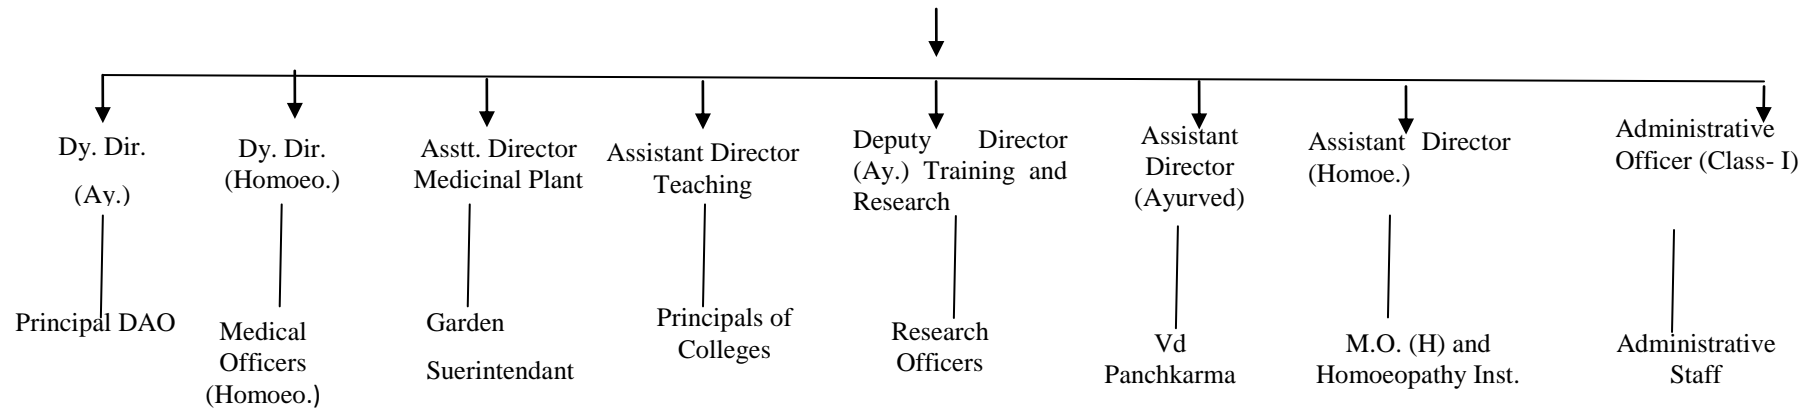 Dy. Dir.
(Ay.)
Dy. Dir.
(Homoeo.)
Asstt. Director
Medicinal Plant
Assistant Director
Teaching
Deputy Director
(Ay.) Training and
Research
Assistant
Director
(Ayurved)
Assistant Director
(Homoe.)
Administrative
Officer (Class- I)
Principal DAO
Medical
Officers
(Homoeo.)
Garden
Suerintendant
Principals of
Colleges
Research
Officers
Vd
Panchkarma
M.O. (H) and
Homoeopathy Inst.
Administrative
Staff